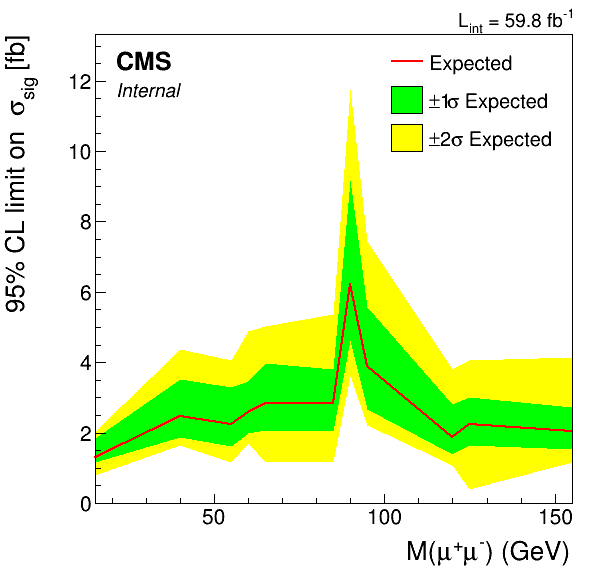 L_int = 59.8 fb⁻¹
95% CL limit on σ_sig [fb]
CMS
Internal
Expected
±1σ Expected
±2σ Expected
12
10
8
6
4
2
0
50 100 150
M(μ⁺μ⁻) (GeV)